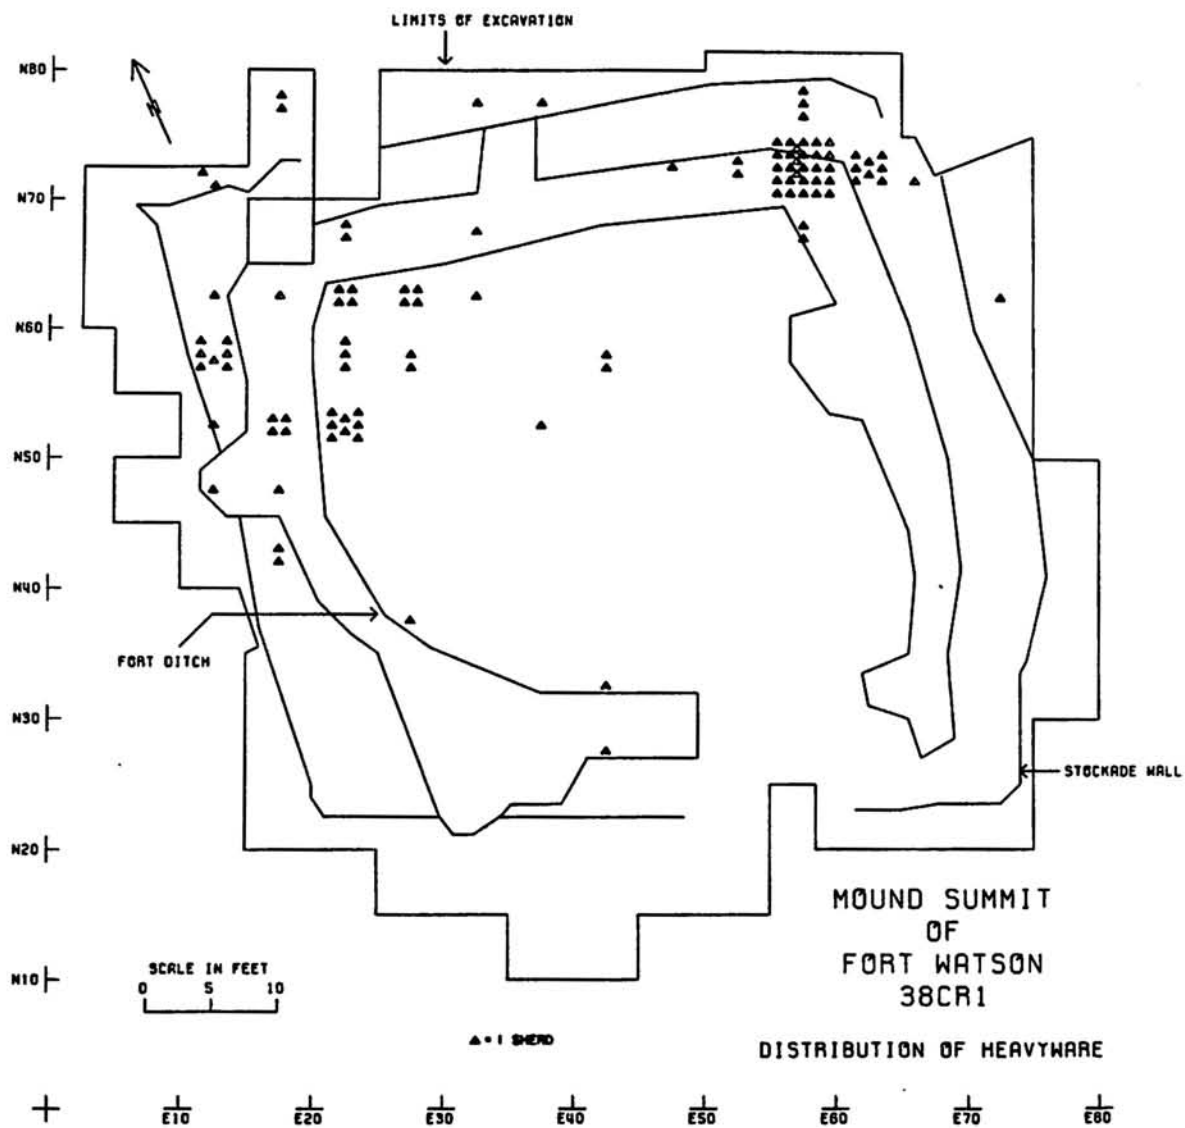 LIMITS OF EXCAVATION
N80
N
N70
N60
N50
N40
FORT DITCH
N30
STOCKADE WALL
N20
MOUND SUMMIT
OF
FORT WATSON
38CR1
N10
SCALE IN FEET
0 5 10
▲ = 1 SHERD
DISTRIBUTION OF HEAVYWARE
E10 E20 E30 E40 E50 E60 E70 E80